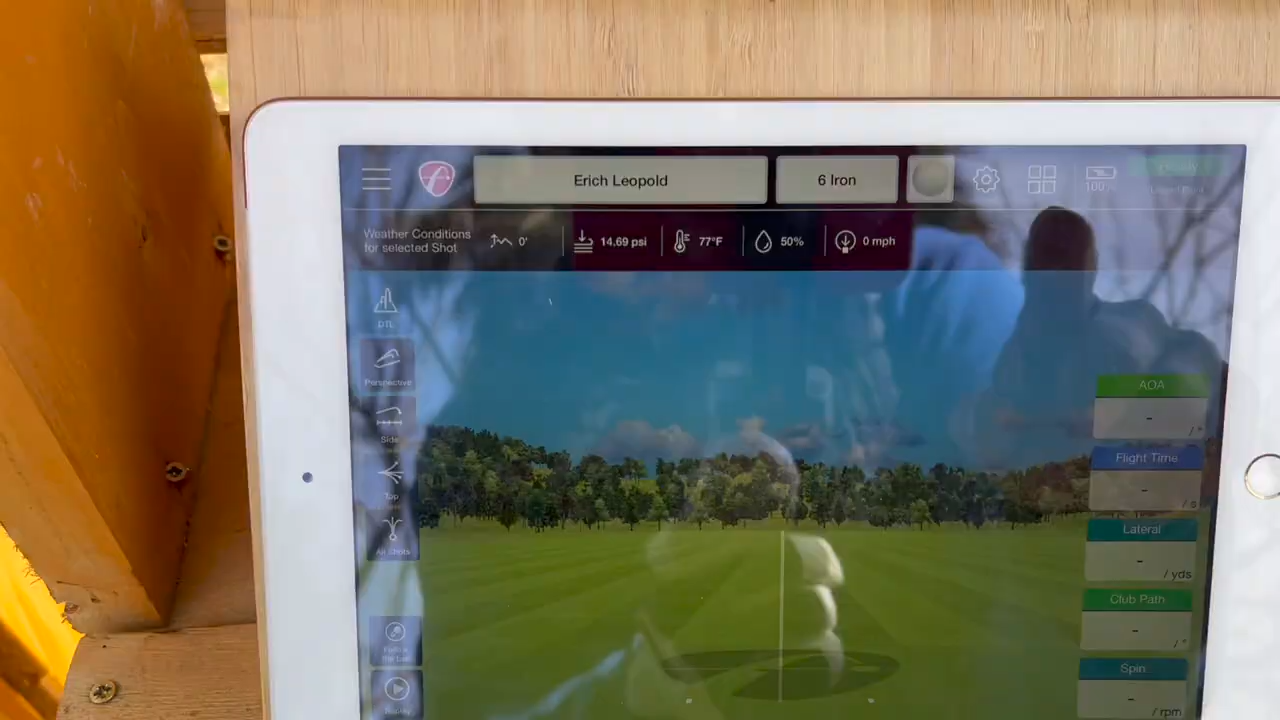 Erich Leopold
6 Iron
100%
Weather Conditions
for selected Shot
0'
14.69 psi
77°F
50%
0 mph
DTL
Perspective
Side
Top
All Shots
AOA
-
/ °
Flight Time
-
/ s
Lateral
-
/ yds
Club Path
-
/ °
Spin
-
/ rpm